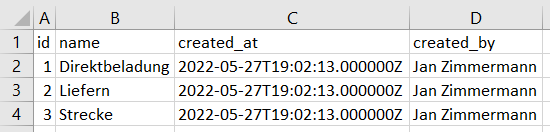 A B C D
1 id name created_at created_by
2 1 Direktbeladung 2022-05-27T19:02:13.000000Z Jan Zimmermann
3 2 Liefern 2022-05-27T19:02:13.000000Z Jan Zimmermann
4 3 Strecke 2022-05-27T19:02:13.000000Z Jan Zimmermann